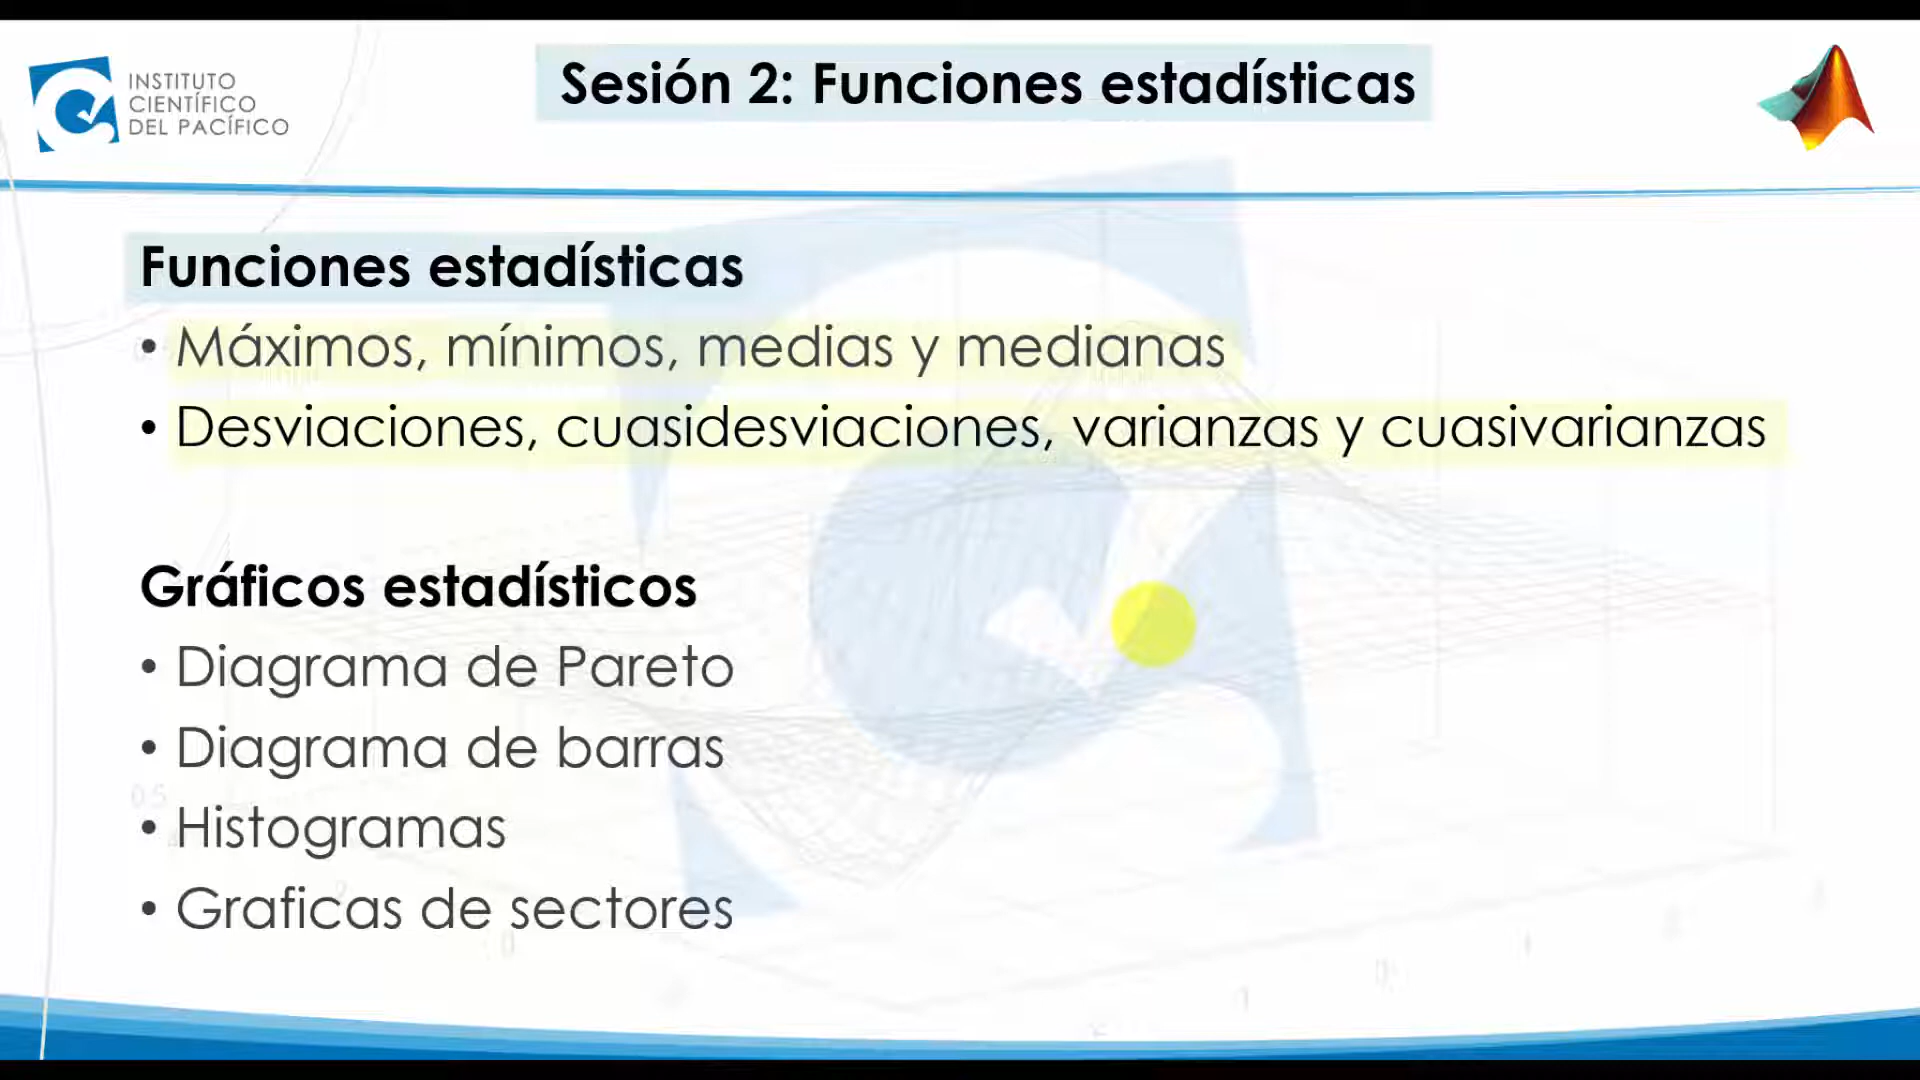 INSTITUTO
CIENTÍFICO
DEL PACÍFICO
Sesión 2: Funciones estadísticas
Funciones estadísticas
• Máximos, mínimos, medias y medianas
• Desviaciones, cuasidesviaciones, varianzas y cuasivarianzas
Gráficos estadísticos
• Diagrama de Pareto
• Diagrama de barras
• Histogramas
• Graficas de sectores